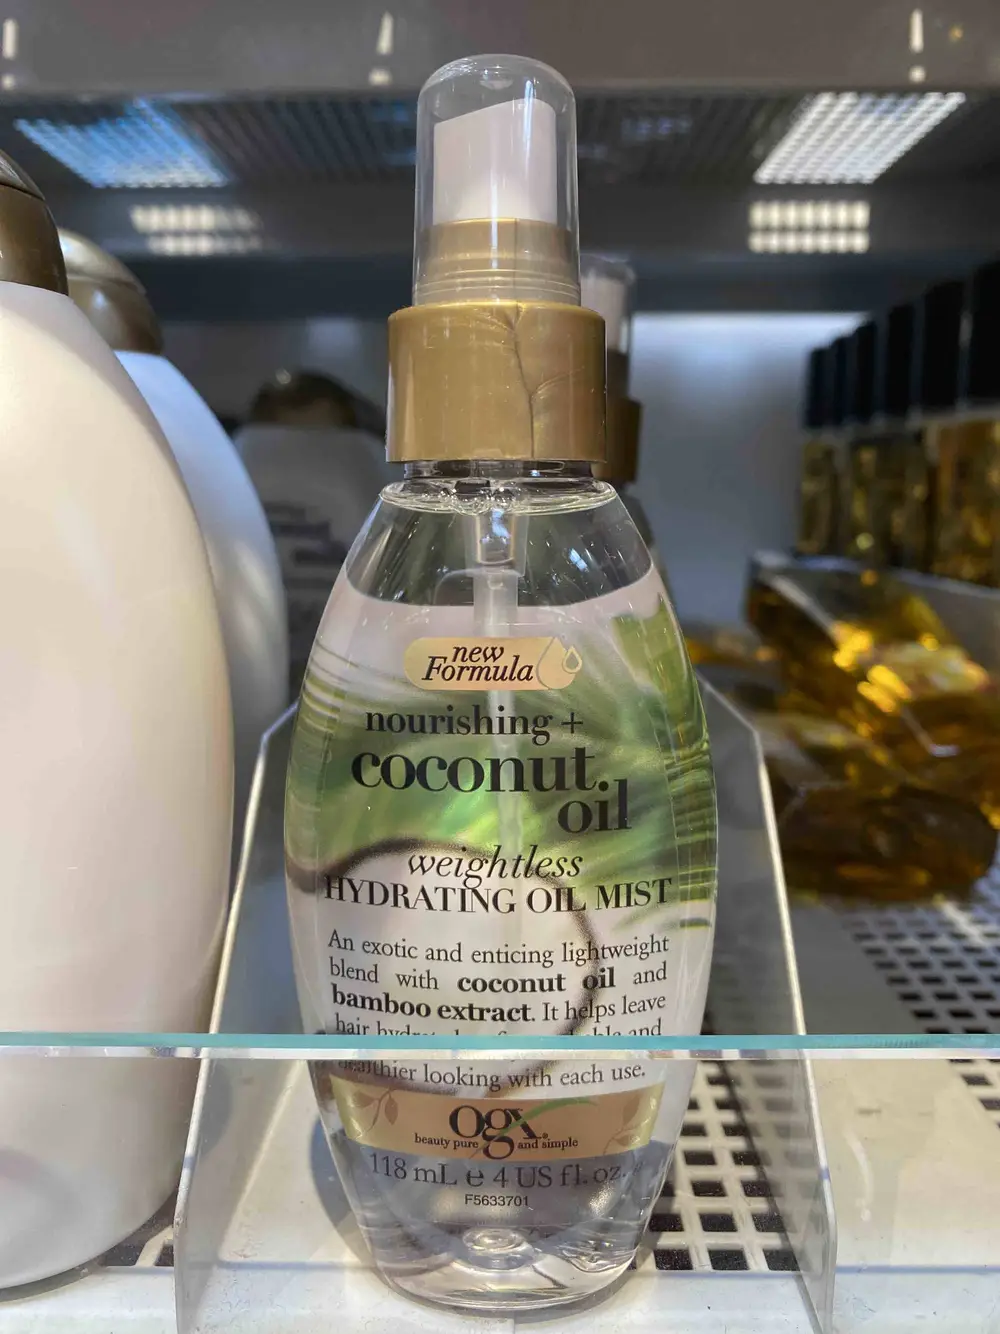 new
Formula
nourishing +
coconut
oil
weightless
HYDRATING OIL MIST
An exotic and enticing lightweight
blend with coconut oil and
bamboo extract. It helps leave
hair and
looking with each use.
ogx
beauty pure and simple
118 mL e 4 US fl. oz.
F5633701